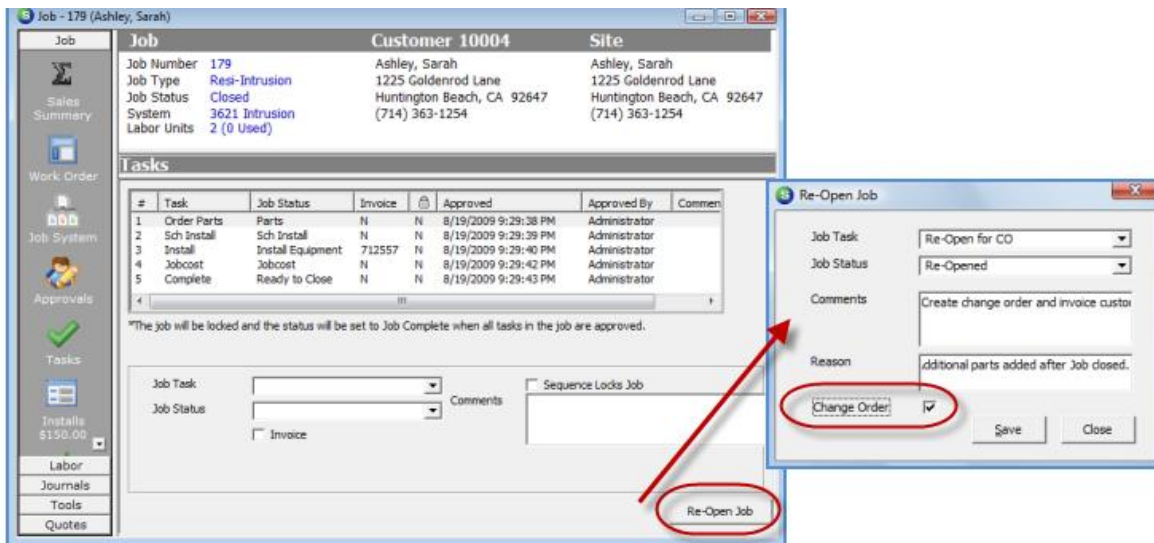 Job - 179 (Ashley, Sarah)
Job
Sales
Summary
Work Order
Job System
Approvals
Tasks
Installs
$150.00
Labor
Journals
Tools
Quotes
Job Customer 10004 Site
Job Number 179 Ashley, Sarah Ashley, Sarah
Job Type Resi-Intrusion 1225 Goldenrod Lane 1225 Goldenrod Lane
Job Status Closed Huntington Beach, CA 92647 Huntington Beach, CA 92647
System 3621 Intrusion (714) 363-1254 (714) 363-1254
Labor Units 2 (0 Used)
Tasks
# Task Job Status Invoice Approved Approved By Commen
1 Order Parts Parts N N 8/19/2009 9:29:38 PM Administrator
2 Sch Install Sch Install N N 8/19/2009 9:29:39 PM Administrator
3 Install Install Equipment 712557 N 8/19/2009 9:29:40 PM Administrator
4 Jobcost Jobcost N N 8/19/2009 9:29:42 PM Administrator
5 Complete Ready to Close N N 8/19/2009 9:29:43 PM Administrator
*The job will be locked and the status will be set to Job Complete when all tasks in the job are approved.
Job Task Sequence Locks Job
Job Status Comments
Invoice
Re-Open Job
Re-Open Job
Job Task Re-Open for CO
Job Status Re-Opened
Comments Create change order and invoice custo
Reason dditional parts added after Job closed.
Change Order
Save Close